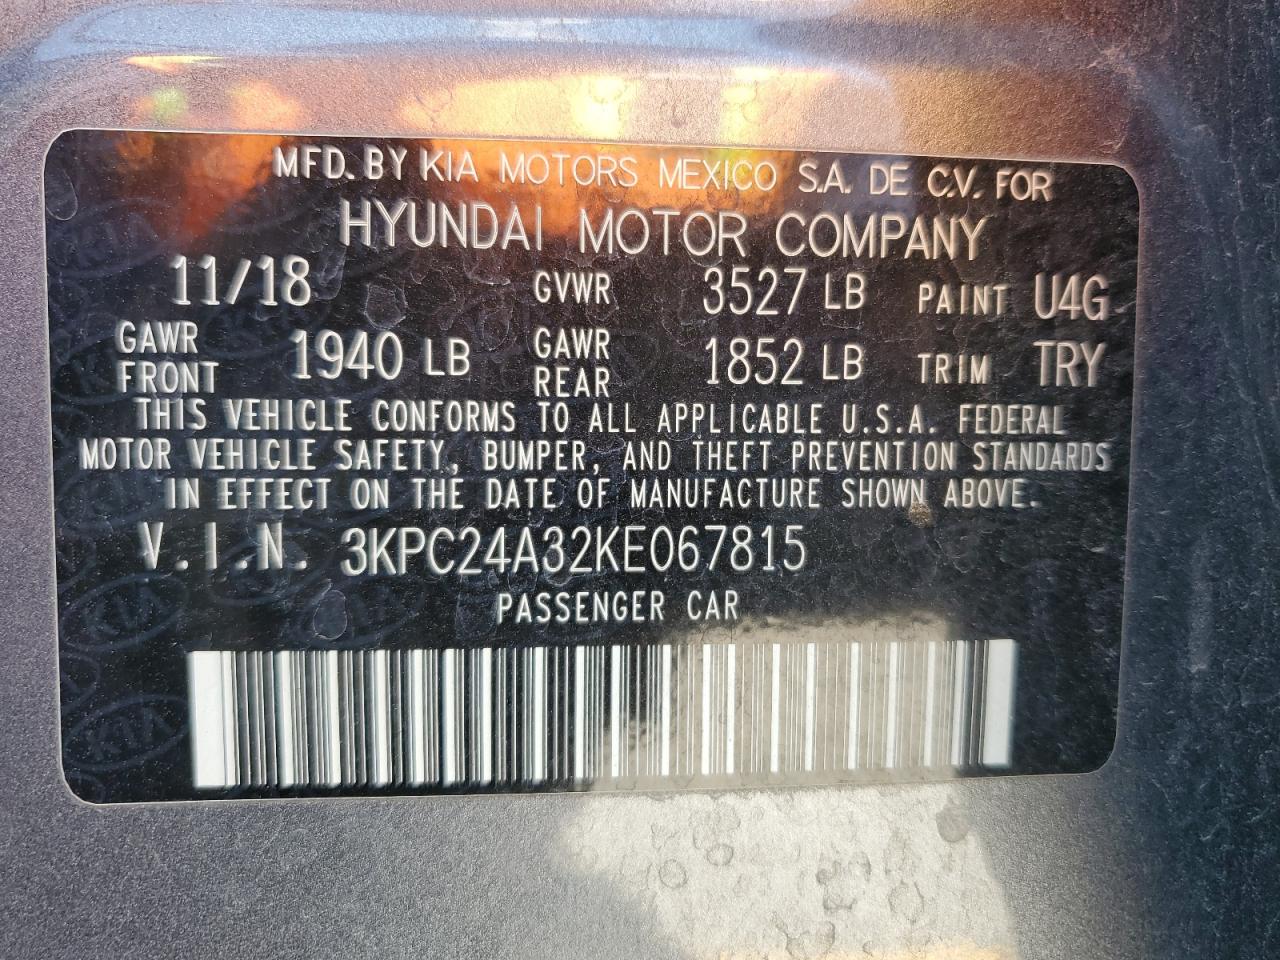 MFD. BY KIA MOTORS MEXICO S.A. DE C.V. FOR
HYUNDAI MOTOR COMPANY
11/18 GVWR 3527 LB PAINT U4G
GAWR FRONT 1940 LB GAWR REAR 1852 LB TRIM TRY
THIS VEHICLE CONFORMS TO ALL APPLICABLE U.S.A. FEDERAL
MOTOR VEHICLE SAFETY, BUMPER, AND THEFT PREVENTION STANDARDS
IN EFFECT ON THE DATE OF MANUFACTURE SHOWN ABOVE.
V.I.N. 3KPC24A32KE067815
PASSENGER CAR